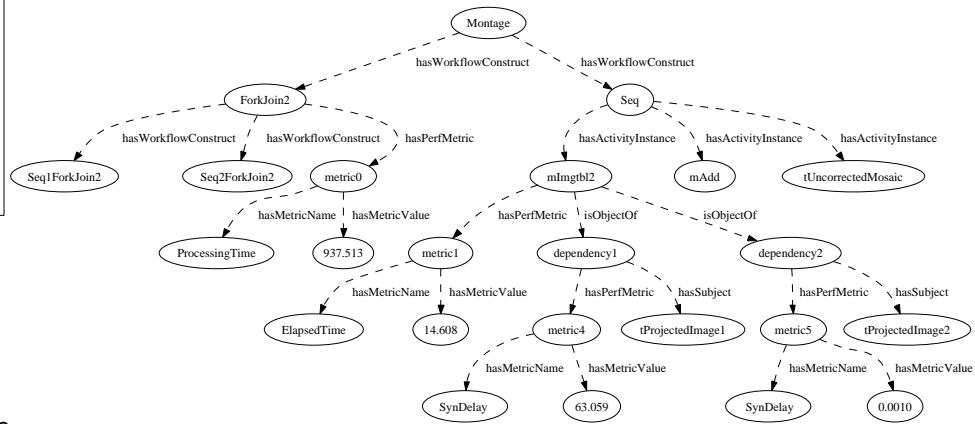 Montage
hasWorkflowConstruct hasWorkflowConstruct
ForkJoin2 Seq
hasWorkflowConstruct hasWorkflowConstruct hasPerfMetric hasActivityInstance hasActivityInstance hasActivityInstance
Seq1ForkJoin2 Seq2ForkJoin2 metric0 mImgtbl2 mAdd tUncorrectedMosaic
hasMetricName hasMetricValue hasPerfMetric isObjectOf isObjectOf
ProcessingTime 937.513 metric1 dependency1 dependency2
hasMetricName hasMetricValue hasPerfMetric hasSubject hasPerfMetric hasSubject
ElapsedTime 14.608 metric4 tProjectedImage1 metric5 tProjectedImage2
hasMetricName hasMetricValue hasMetricName hasMetricValue
SynDelay 63.059 SynDelay 0.0010